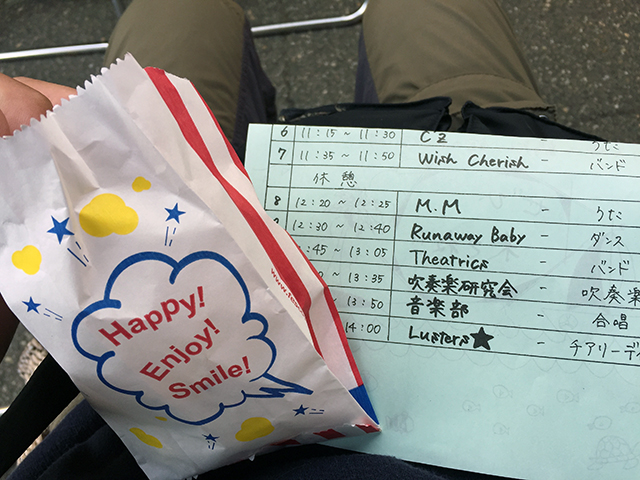 Happy!
Enjoy!
Smile!
6 11:15 ~ 11:30 C2 - うた
7 11:35 ~ 11:50 Wish Cherish - バンド
休憩
8 12:20 ~ 12:25 M.M - うた
12:30 ~ 12:40 Runaway Baby - ダンス
:45 ~ 13:05 Theatrics - バンド
~ 13:35 吹奏楽研究会 - 吹奏楽
~ 13:50 音楽部 - 合唱
14:00 Lusters★ - チアリーデ